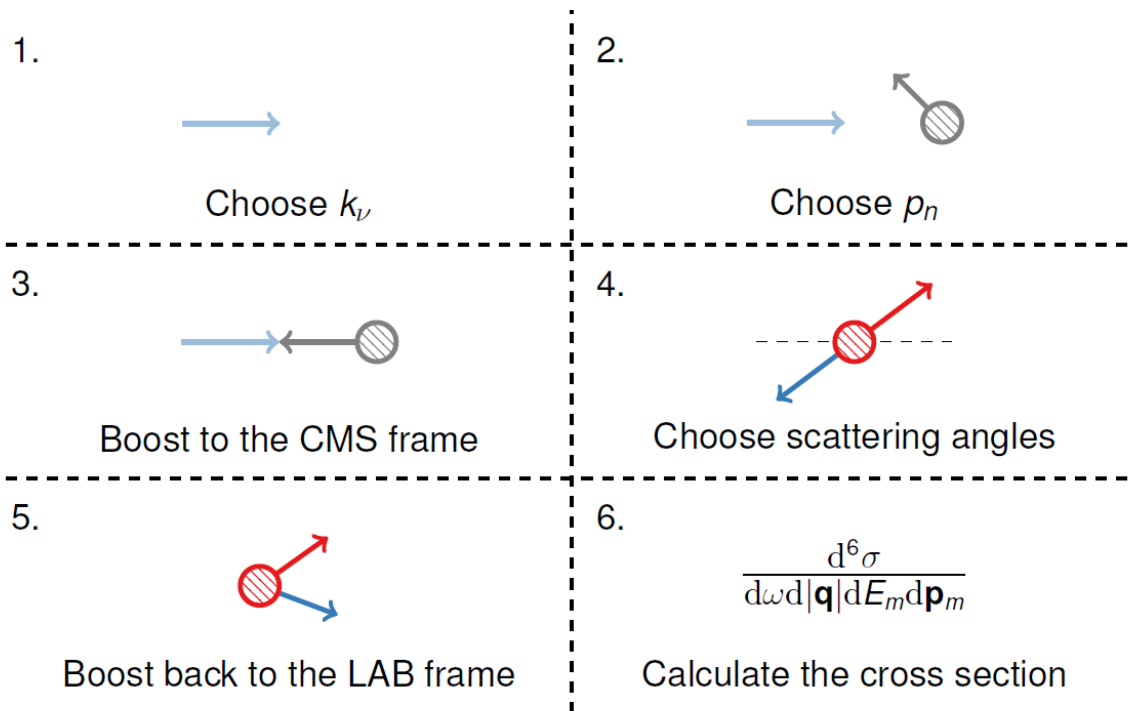 1.
Choose kν
2.
Choose pn
3.
Boost to the CMS frame
4.
Choose scattering angles
5.
Boost back to the LAB frame
6.
d⁶σ
dωd|q|dEₘdpₘ
Calculate the cross section